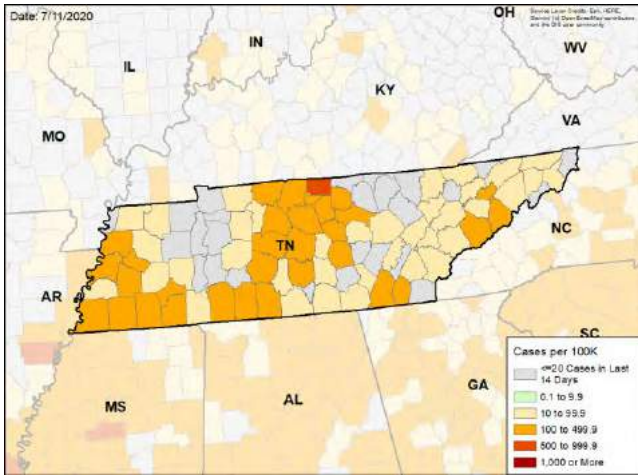 Date: 7/11/2020
OH
IN
WV
IL
KY
MO
VA
TN
NC
AR
SC
MS
AL
GA
Cases per 100K
<=20 Cases in Last
14 Days
0.1 to 9.9
10 to 99.9
100 to 499.9
500 to 999.9
1,000 or More